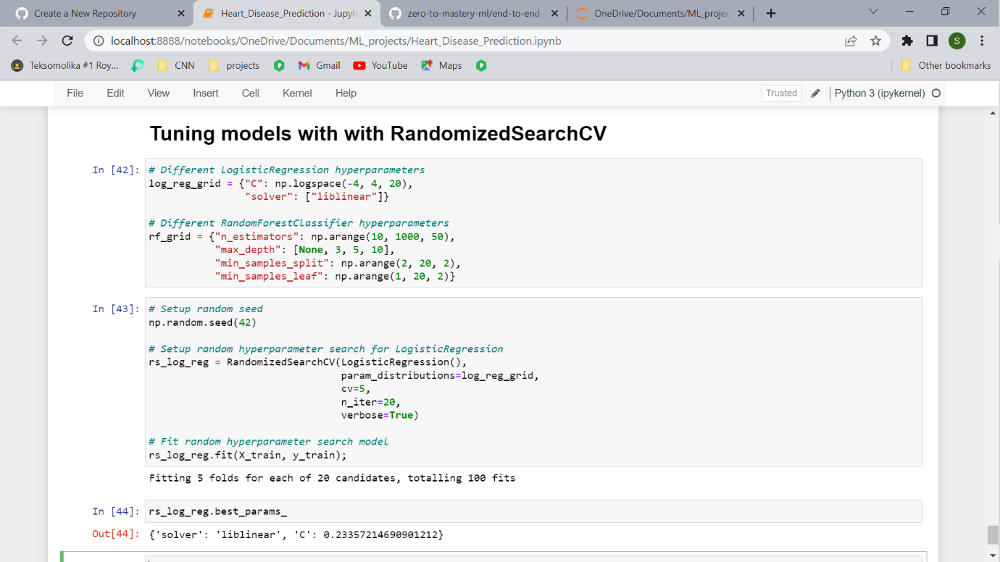 Create a New Repository
Heart_Disease_Prediction - Jupyt
zero-to-mastery-ml/end-to-end-
OneDrive/Documents/ML_projec
localhost:8888/notebooks/OneDrive/Documents/ML_projects/Heart_Disease_Prediction.ipynb
S
Teksomolika #1 Roy...
CNN
projects
Gmail
YouTube
Maps
Other bookmarks
File Edit View Insert Cell Kernel Help
Trusted
Python 3 (ipykernel)
Tuning models with with RandomizedSearchCV
In [42]:
# Different LogisticRegression hyperparameters
log_reg_grid = {"C": np.logspace(-4, 4, 20),
"solver": ["liblinear"]}
# Different RandomForestClassifier hyperparameters
rf_grid = {"n_estimators": np.arange(10, 1000, 50),
"max_depth": [None, 3, 5, 10],
"min_samples_split": np.arange(2, 20, 2),
"min_samples_leaf": np.arange(1, 20, 2)}
In [43]:
# Setup random seed
np.random.seed(42)
# Setup random hyperparameter search for LogisticRegression
rs_log_reg = RandomizedSearchCV(LogisticRegression(),
param_distributions=log_reg_grid,
cv=5,
n_iter=20,
verbose=True)
# Fit random hyperparameter search model
rs_log_reg.fit(X_train, y_train);
Fitting 5 folds for each of 20 candidates, totalling 100 fits
In [44]:
rs_log_reg.best_params_
Out[44]:
{'solver': 'liblinear', 'C': 0.23357214690901212}